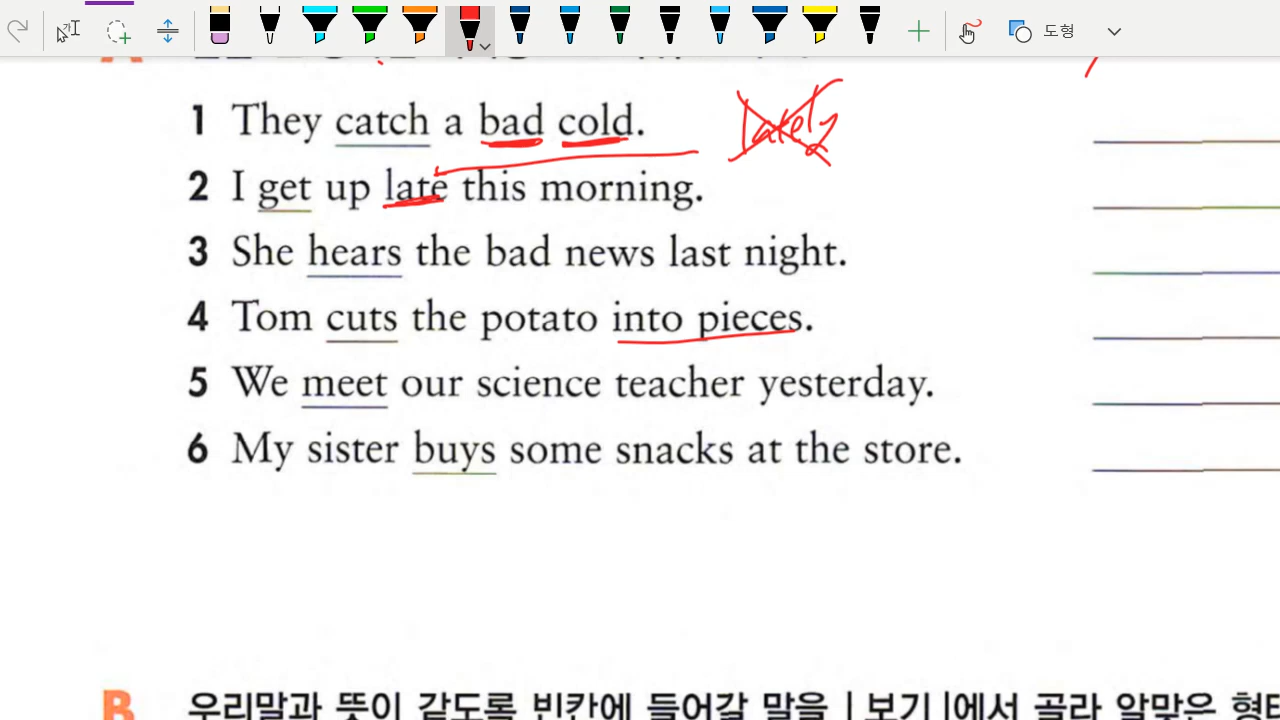 도형
A
1 They catch a bad cold.
lately
2 I get up late this morning.
3 She hears the bad news last night.
4 Tom cuts the potato into pieces.
5 We meet our science teacher yesterday.
6 My sister buys some snacks at the store.
B 우리말과 뜻이 같도록 빈칸에 들어갈 말을 | 보기 |에서 골라 알맞은 형태